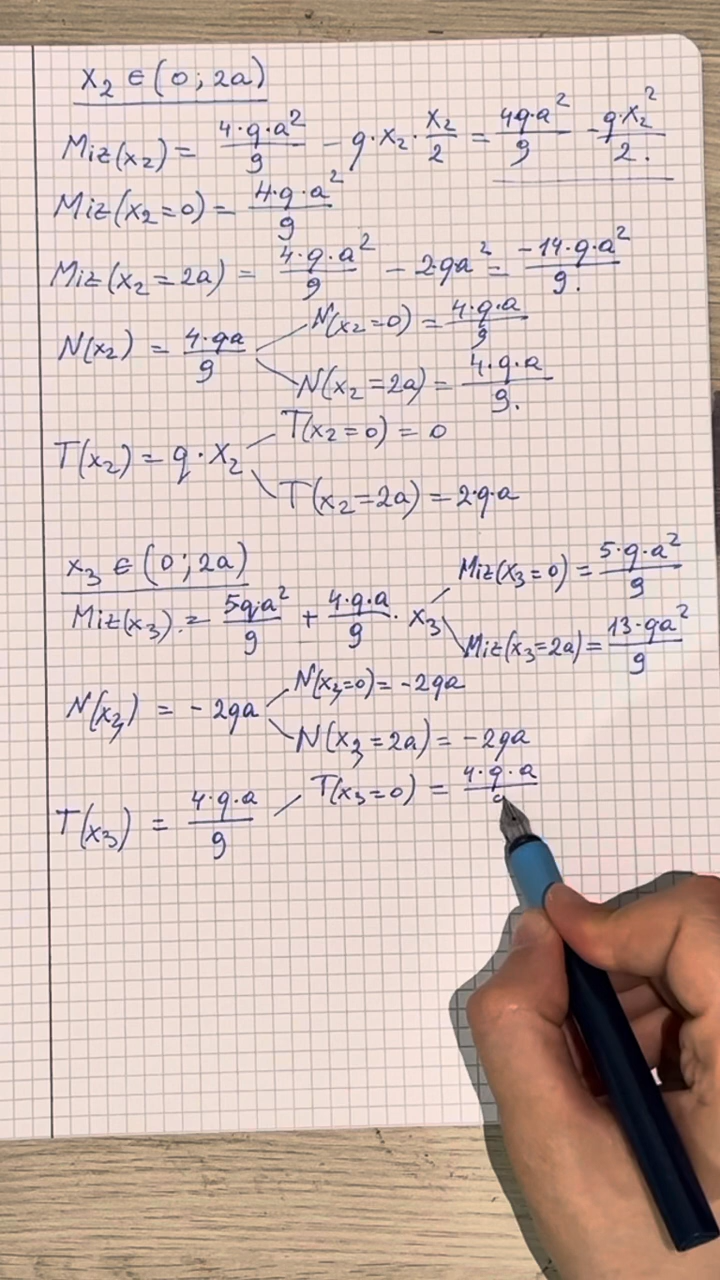 x₂ ∈ (0 ; 2a)
Miz(x₂) = 4·q·a²/9 - q·x₂·x₂/2 = 4q·a²/9 - q·x₂²/2.
Miz(x₂=0) = 4·q·a²/9
Miz(x₂=2a) = 4·q·a²/9 - 2·qa² = -14·q·a²/9.
N(x₂) = 4·qa/9
N(x₂=0) = 4·q·a/9
N(x₂=2a) = 4·q·a/9.
T(x₂) = q·x₂
T(x₂=0) = 0
T(x₂=2a) = 2·q·a
x₃ ∈ (0 ; 2a)
Miz(x₃).= 5q·a²/9 + 4·q·a/9 · x₃
Miz(x₃=0) = 5·q·a²/9
Miz(x₃=2a) = 13·qa²/9
N(x₃) = -2qa
N(x₃=0) = -2qa
N(x₃=2a) = -2qa
T(x₃) = 4·q·a/9
T(x₃=0) = 4·q·a/9